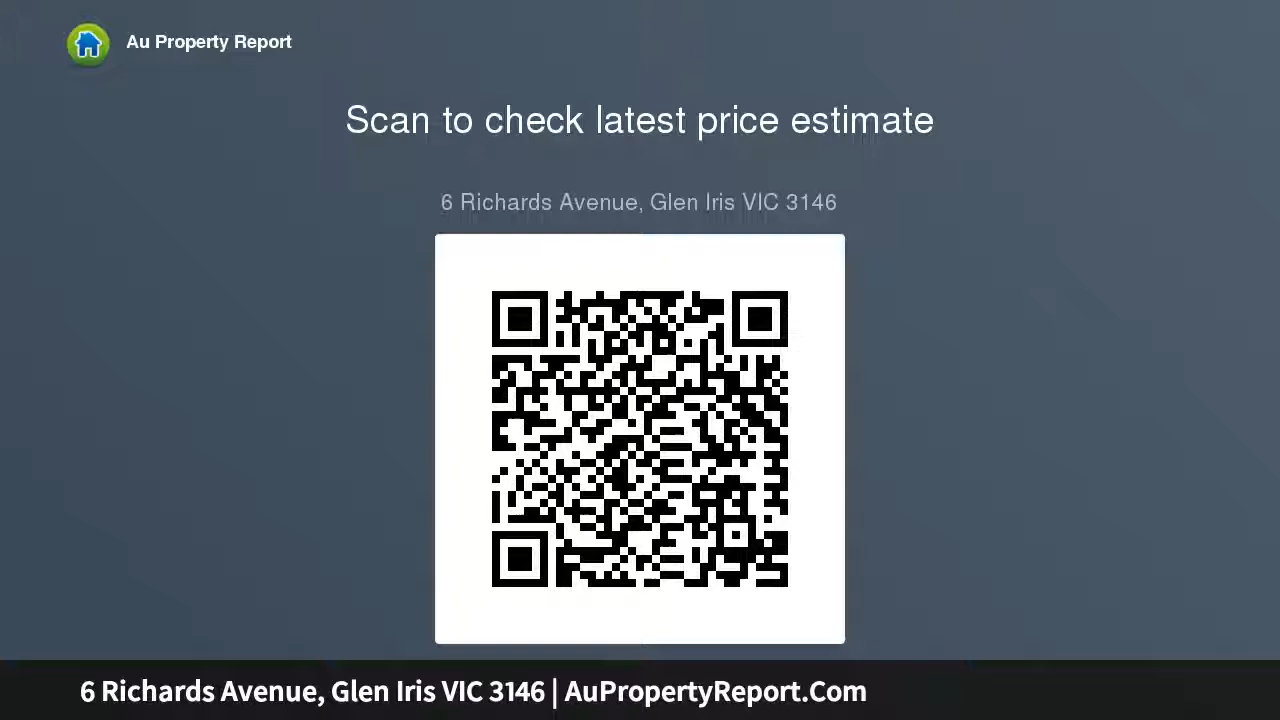 Au Property Report
Scan to check latest price estimate
6 Richards Avenue, Glen Iris VIC 3146
6 Richards Avenue, Glen Iris VIC 3146 | AuPropertyReport.Com